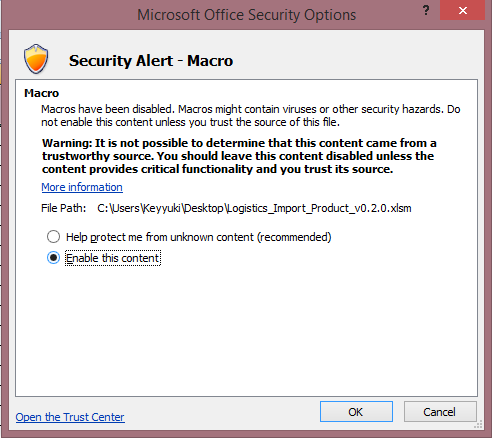 Microsoft Office Security Options
?
Security Alert - Macro
Macro
Macros have been disabled. Macros might contain viruses or other security hazards. Do
not enable this content unless you trust the source of this file.
Warning: It is not possible to determine that this content came from a
trustworthy source. You should leave this content disabled unless the
content provides critical functionality and you trust its source.
More information
File Path: C:\Users\Keyyuki\Desktop\Logistics_Import_Product_v0.2.0.xlsm
Help protect me from unknown content (recommended)
Enable this content
Open the Trust Center
OK
Cancel